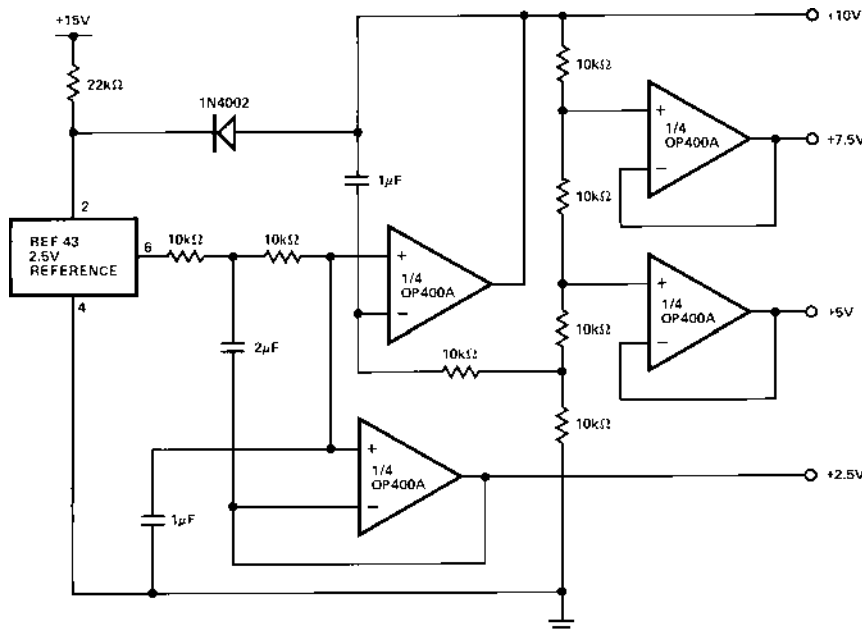 +15V
+10V
22kΩ
10kΩ
1N4002
+
1/4
OP400A
−
+7.5V
1μF
10kΩ
2
REF 43
2.5V
REFERENCE
6
10kΩ
10kΩ
+
1/4
OP400A
−
+
1/4
OP400A
−
+5V
4
2μF
10kΩ
10kΩ
10kΩ
+
1/4
OP400A
−
+2.5V
1μF